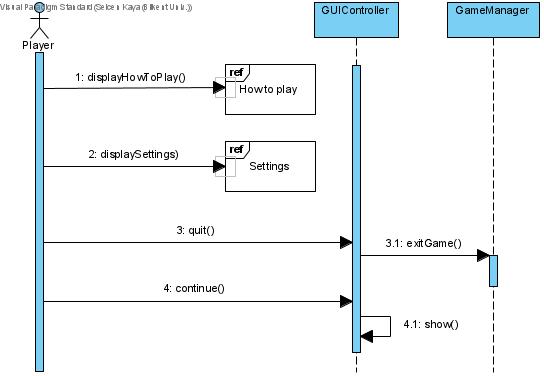 Visual Paradigm Standard (Selcen Kaya (Bilkent Univ.))
Player
GUIController
GameManager
1: displayHowToPlay()
ref
How to play
2: displaySettings)
ref
Settings
3: quit()
3.1: exitGame()
4: continue()
4.1: show()